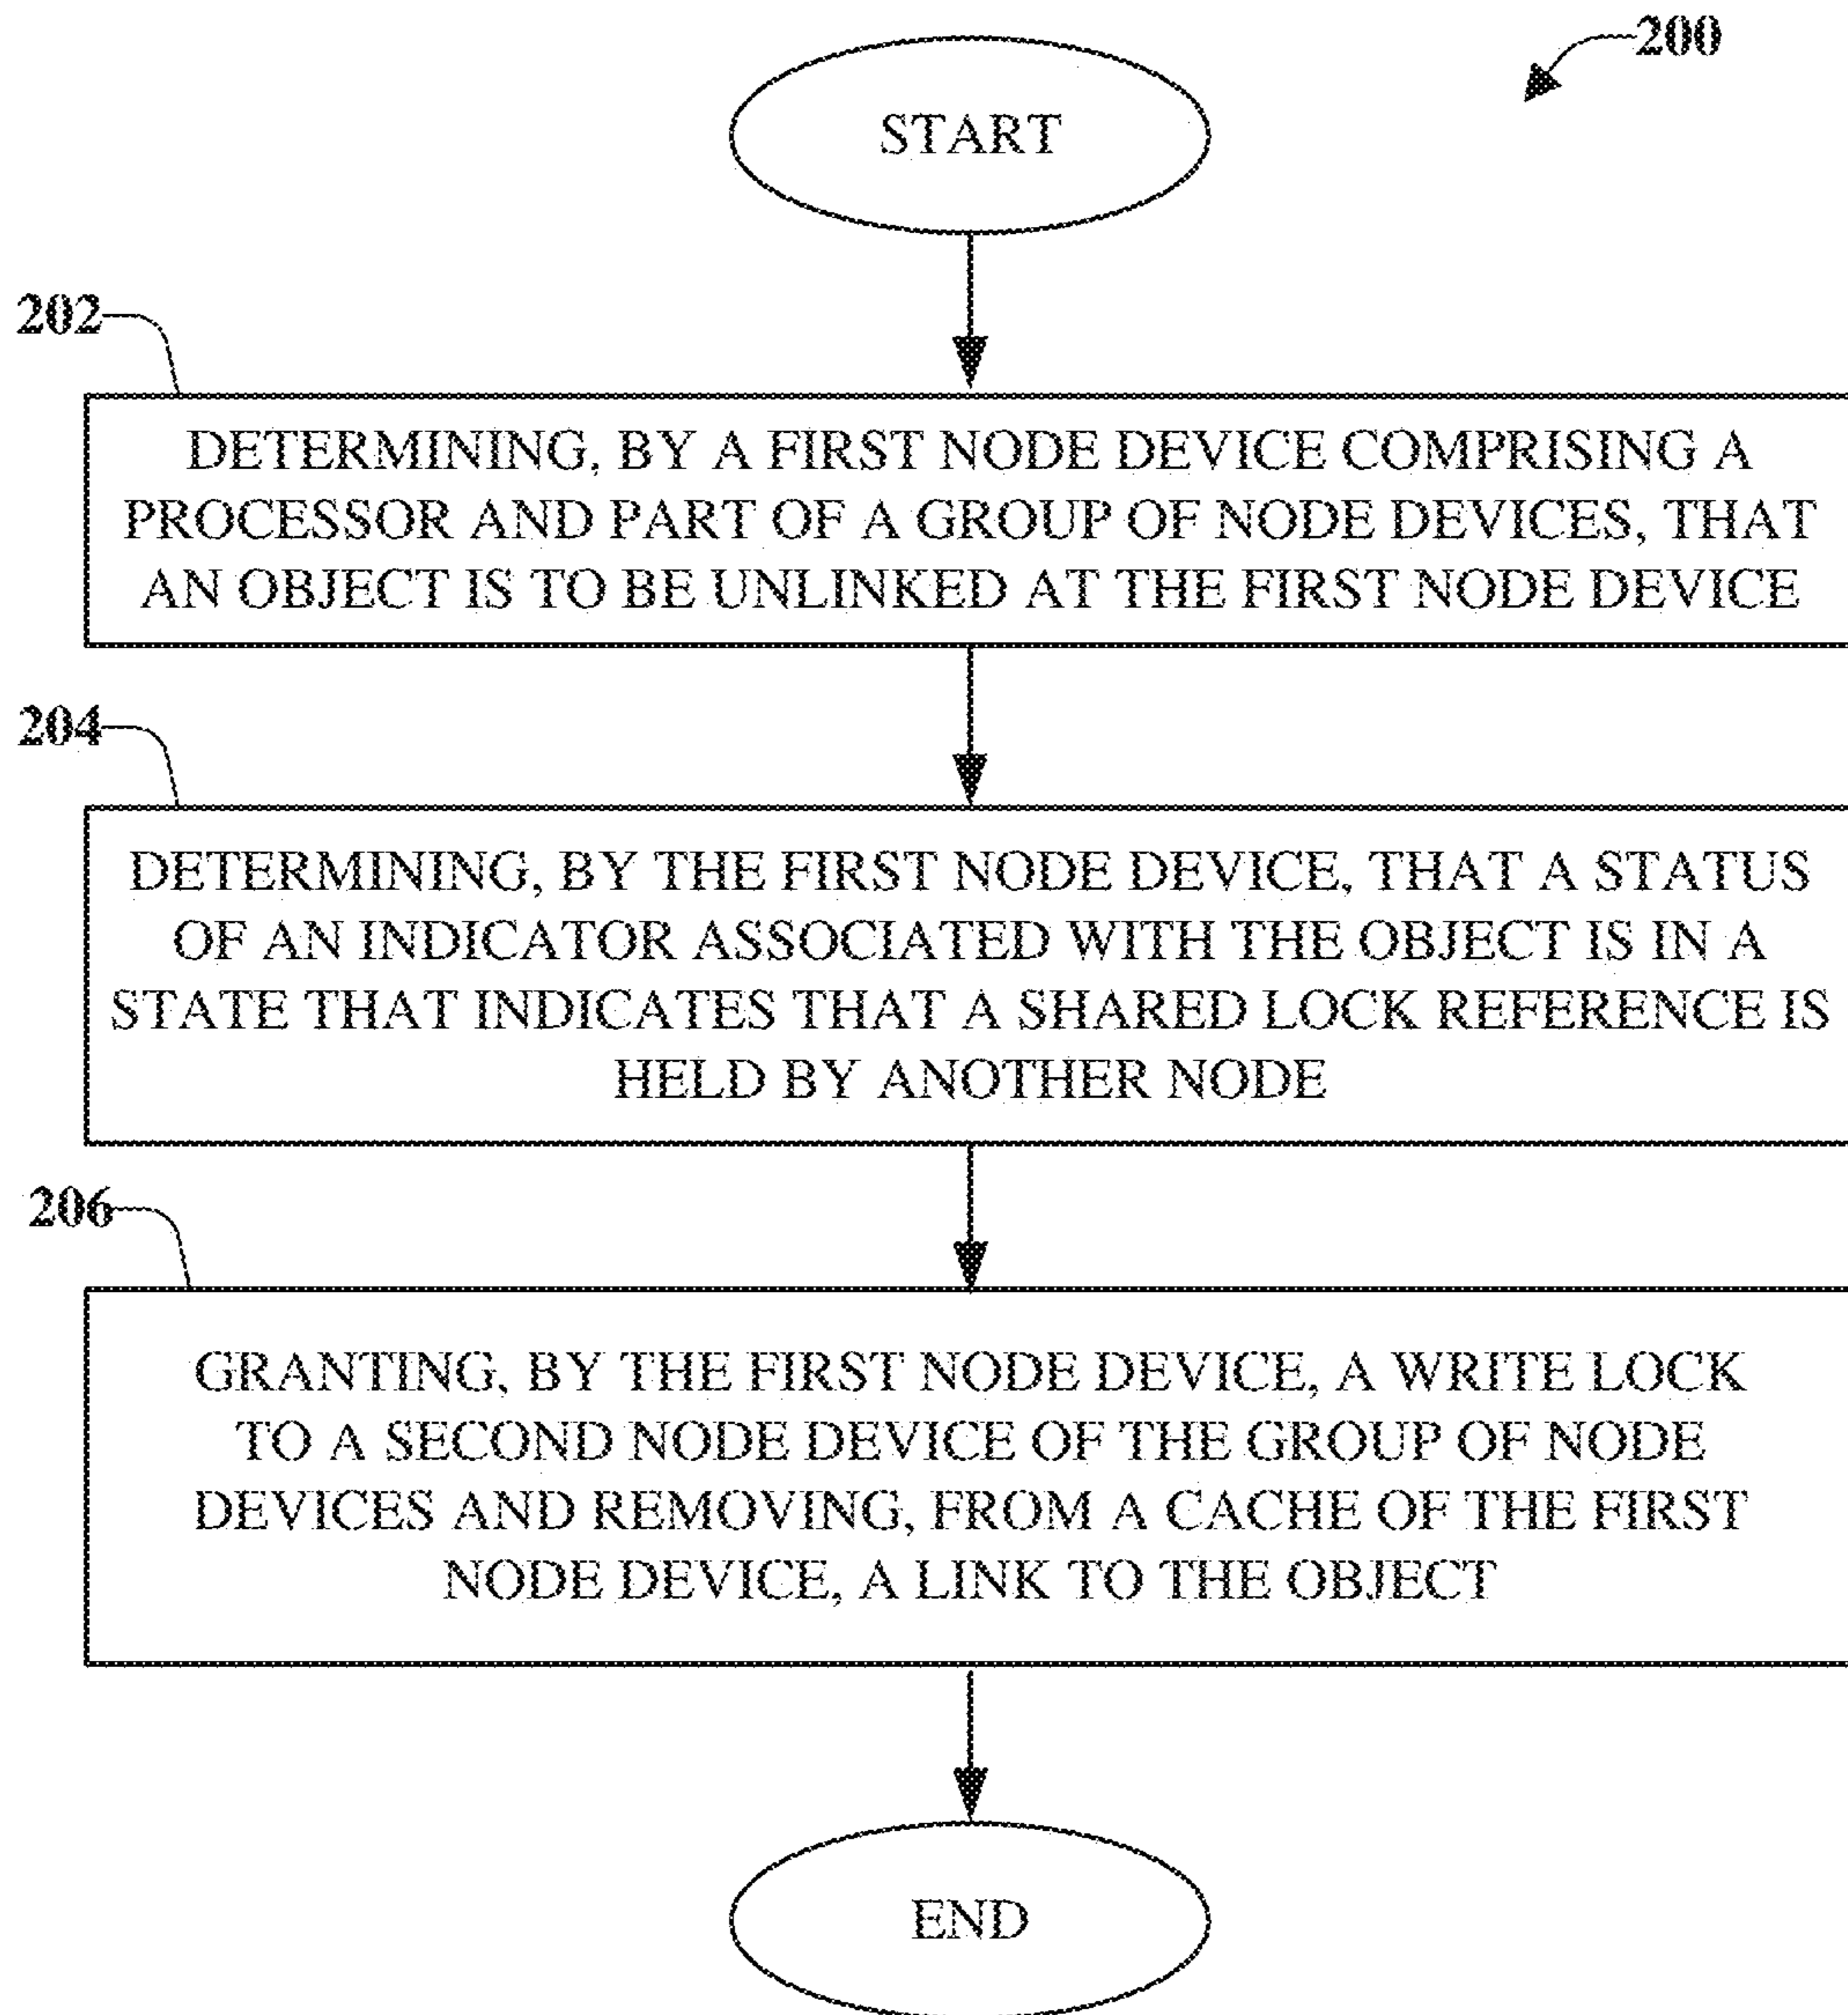 200
START
202
DETERMINING, BY A FIRST NODE DEVICE COMPRISING A
PROCESSOR AND PART OF A GROUP OF NODE DEVICES, THAT
AN OBJECT IS TO BE UNLINKED AT THE FIRST NODE DEVICE
204
DETERMINING, BY THE FIRST NODE DEVICE, THAT A STATUS
OF AN INDICATOR ASSOCIATED WITH THE OBJECT IS IN A
STATE THAT INDICATES THAT A SHARED LOCK REFERENCE IS
HELD BY ANOTHER NODE
206
GRANTING, BY THE FIRST NODE DEVICE, A WRITE LOCK
TO A SECOND NODE DEVICE OF THE GROUP OF NODE
DEVICES AND REMOVING, FROM A CACHE OF THE FIRST
NODE DEVICE, A LINK TO THE OBJECT
END